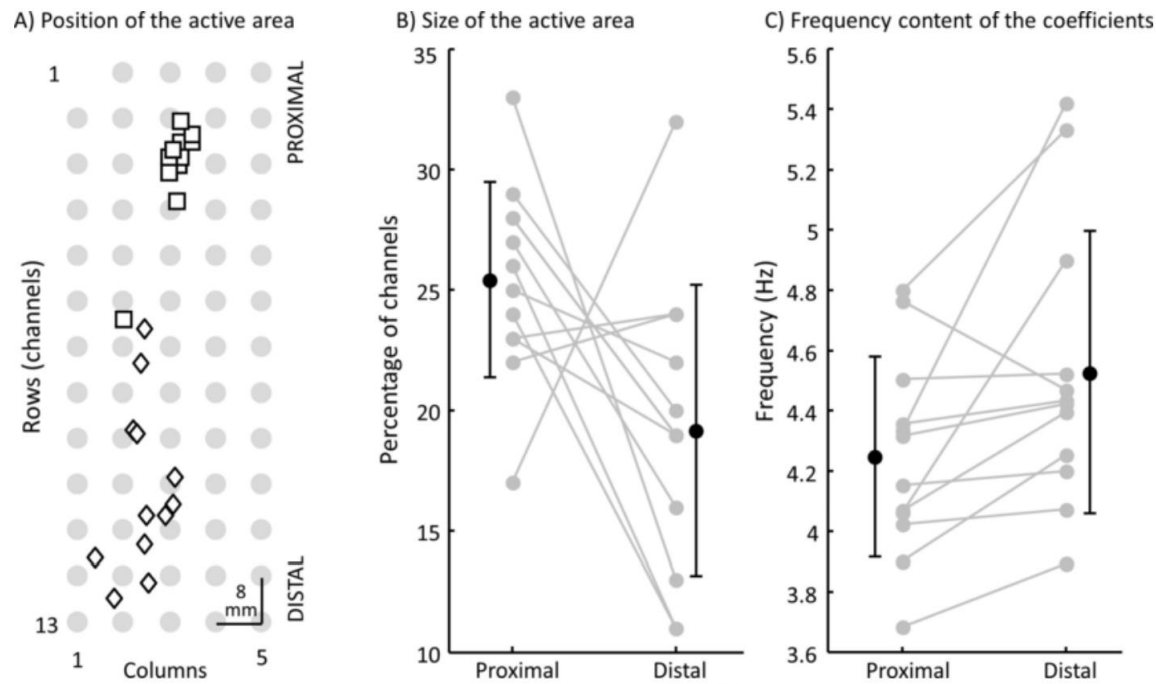 A) Position of the active area
1
PROXIMAL
Rows (channels)
DISTAL
8
mm
13
1
5
Columns
B) Size of the active area
35
30
25
20
15
10
Percentage of channels
Proximal
Distal
C) Frequency content of the coefficients
5.6
5.4
5.2
5
4.8
4.6
4.4
4.2
4
3.8
3.6
Frequency (Hz)
Proximal
Distal